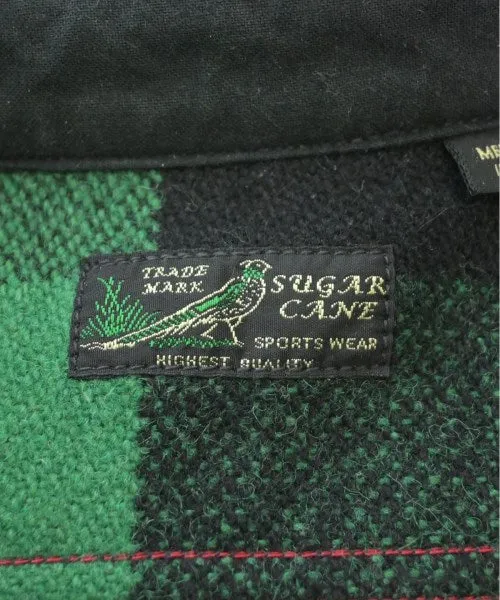 TRADE
MARK
SUGAR
CANE
SPORTS WEAR
HIGHEST QUALITY